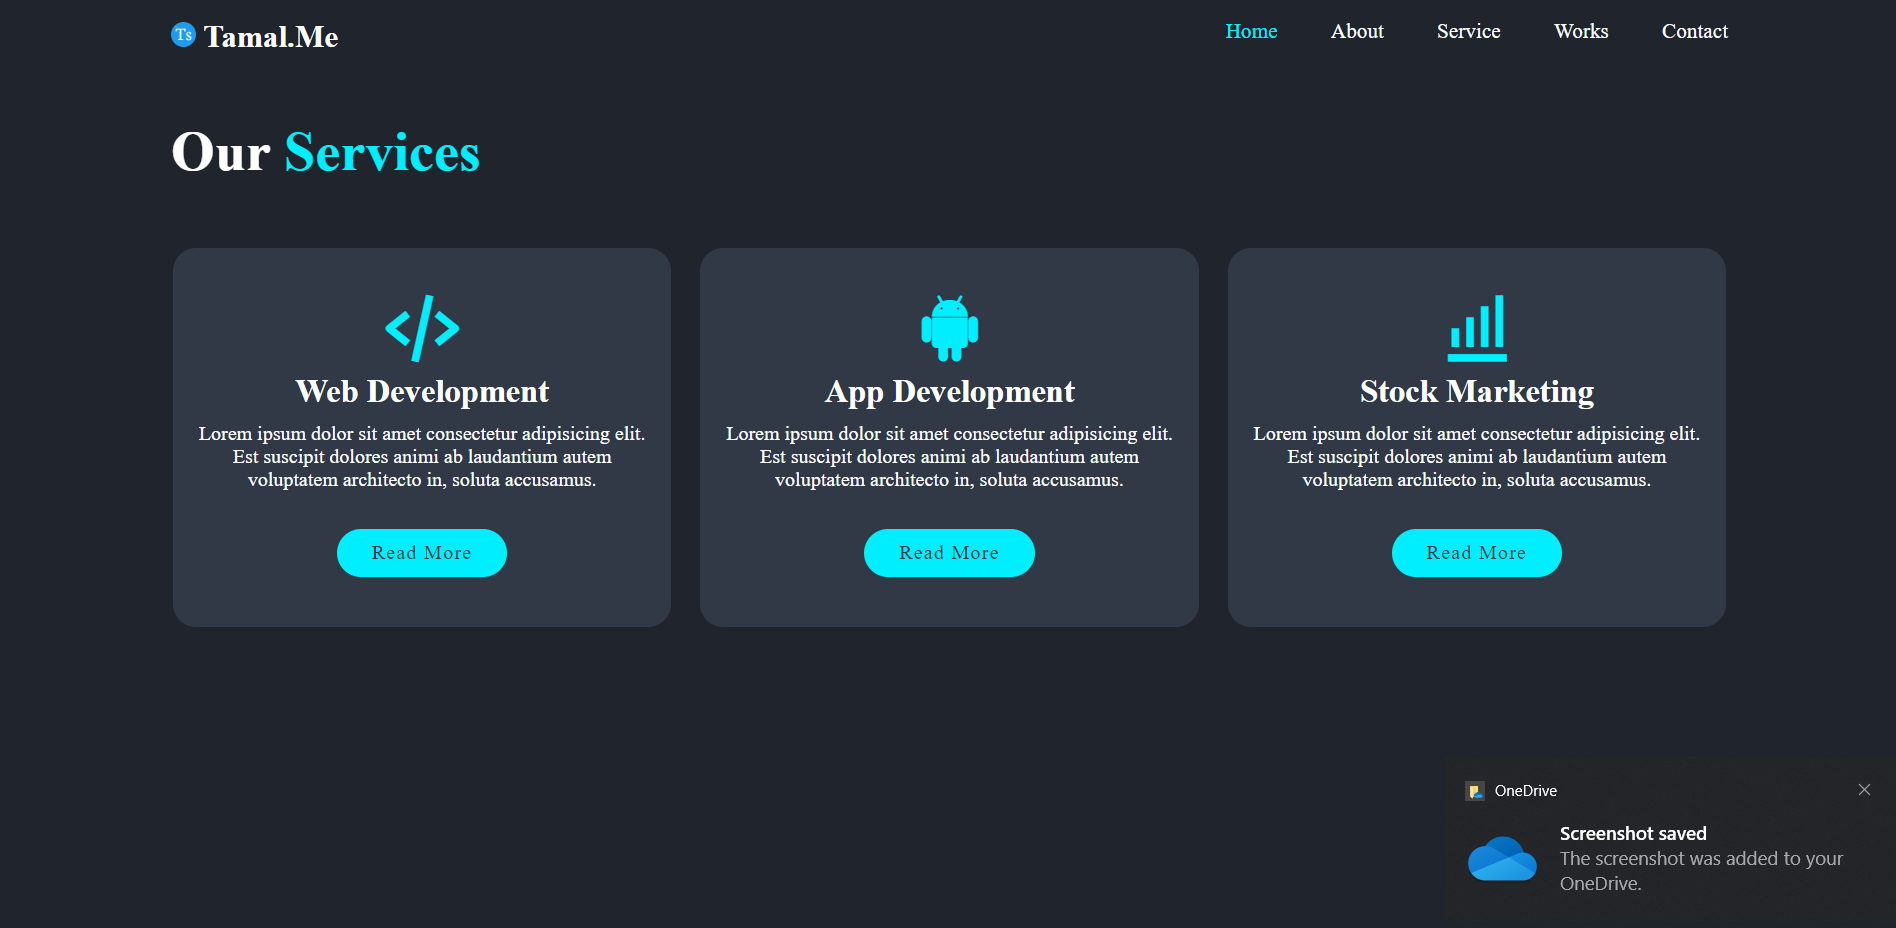 Ts Tamal.Me
Home About Service Works Contact
Our Services
Web Development
Lorem ipsum dolor sit amet consectetur adipisicing elit.
Est suscipit dolores animi ab laudantium autem
voluptatem architecto in, soluta accusamus.
Read More
App Development
Lorem ipsum dolor sit amet consectetur adipisicing elit.
Est suscipit dolores animi ab laudantium autem
voluptatem architecto in, soluta accusamus.
Read More
Stock Marketing
Lorem ipsum dolor sit amet consectetur adipisicing elit.
Est suscipit dolores animi ab laudantium autem
voluptatem architecto in, soluta accusamus.
Read More
OneDrive
Screenshot saved
The screenshot was added to your
OneDrive.